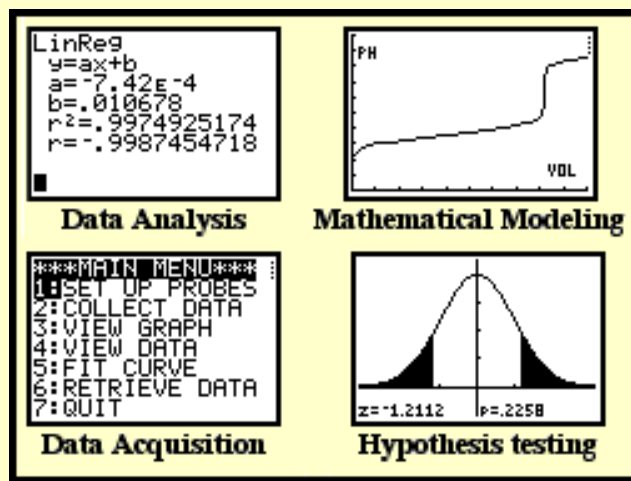 LinReg
y=ax+b
a=-7.42E-4
b=.010678
r²=.9974925174
r=-.9987454718
Data Analysis
PH
VOL
Mathematical Modeling
***MAIN MENU***
1:SET UP PROBES
2:COLLECT DATA
3:VIEW GRAPH
4:VIEW DATA
5:FIT CURVE
6:RETRIEVE DATA
7:QUIT
Data Acquisition
z=-1.2112 p=.2258
Hypothesis testing